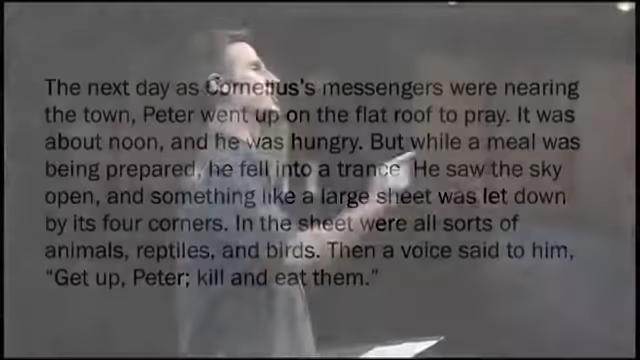 The next day as Cornelius's messengers were nearing
the town, Peter went up on the flat roof to pray. It was
about noon, and he was hungry. But while a meal was
being prepared, he fell into a trance. He saw the sky
open, and something like a large sheet was let down
by its four corners. In the sheet were all sorts of
animals, reptiles, and birds. Then a voice said to him,
“Get up, Peter; kill and eat them.”